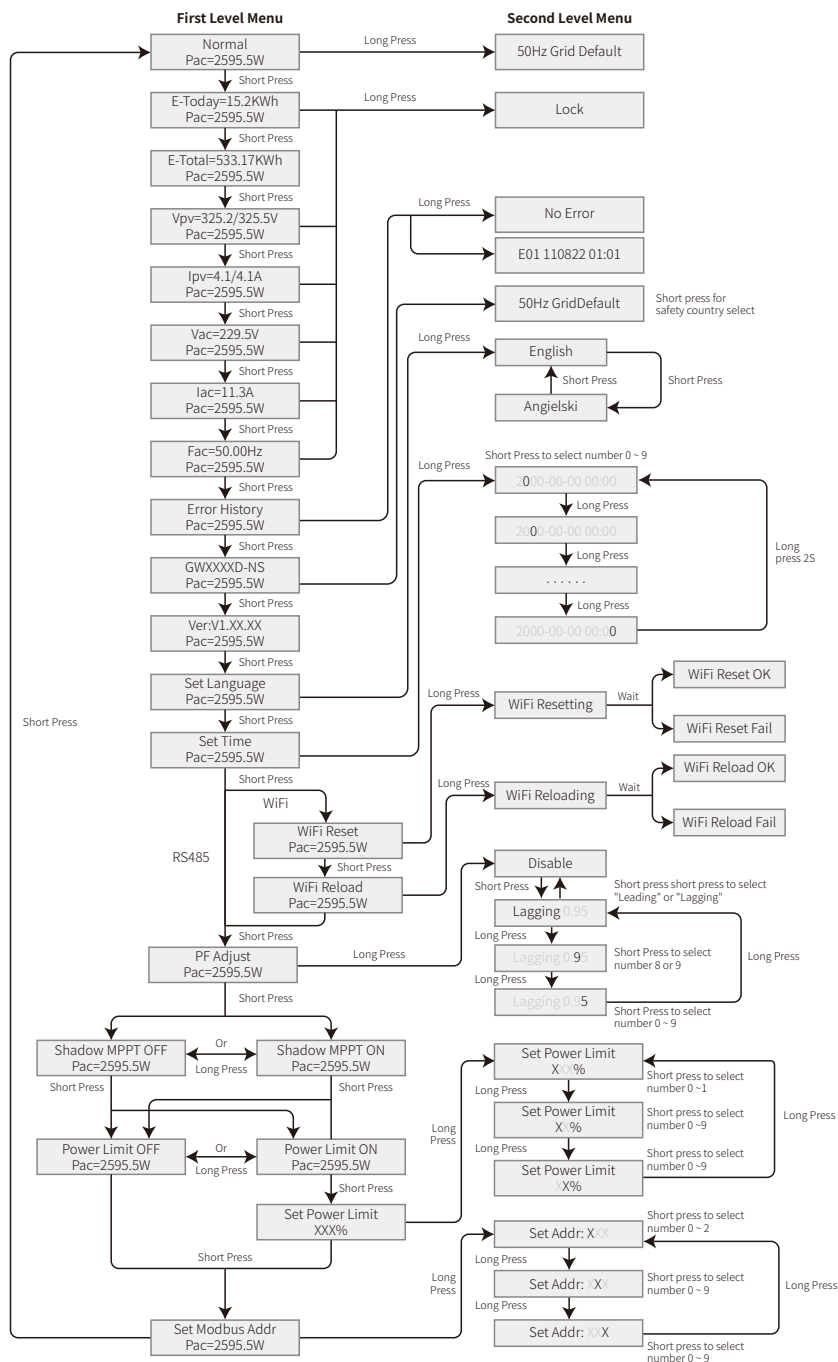 First Level Menu
Second Level Menu
Normal
Pac=2595.5W
Long Press
50Hz Grid Default
Short Press
E-Today=15.2KWh
Pac=2595.5W
Long Press
Lock
Short Press
E-Total=533.17KWh
Pac=2595.5W
Short Press
Vpv=325.2/325.5V
Pac=2595.5W
Short Press
Ipv=4.1/4.1A
Pac=2595.5W
Short Press
Vac=229.5V
Pac=2595.5W
Short Press
Iac=11.3A
Pac=2595.5W
Short Press
Fac=50.00Hz
Pac=2595.5W
Short Press
Error History
Pac=2595.5W
Short Press
GWXXXXD-NS
Pac=2595.5W
Short Press
Ver:V1.XX.XX
Pac=2595.5W
Short Press
Set Language
Pac=2595.5W
Short Press
Set Time
Pac=2595.5W
Short Press
Short Press
WiFi
RS485
WiFi Reset
Pac=2595.5W
Short Press
WiFi Reload
Pac=2595.5W
Short Press
PF Adjust
Pac=2595.5W
Long Press
Short Press
Shadow MPPT OFF
Pac=2595.5W
Or
Long Press
Shadow MPPT ON
Pac=2595.5W
Short Press
Short Press
Power Limit OFF
Pac=2595.5W
Or
Long Press
Power Limit ON
Pac=2595.5W
Short Press
Set Power Limit
XXX%
Short Press
Set Modbus Addr
Pac=2595.5W
Long Press
No Error
E01 110822 01:01
50Hz GridDefault
Short press for
safety country select
Long Press
English
Short Press
Short Press
Angielski
Short Press to select number 0 ~ 9
Long Press
2000-00-00 00:00
Long Press
2000-00-00 00:00
Long Press
. . . . . .
Long Press
2000-00-00 00:00
Long
press 2S
Long Press
WiFi Resetting
Wait
WiFi Reset OK
WiFi Reset Fail
Long Press
WiFi Reloading
Wait
WiFi Reload OK
WiFi Reload Fail
Disable
Short Press
Short press short press to select
"Leading" or "Lagging"
Lagging 0.95
Long Press
Lagging 0.95
Short Press to select
number 8 or 9
Long Press
Long Press
Lagging 0.95
Short Press to select
number 0 ~ 9
Set Power Limit
XXX%
Short press to select
number 0 ~1
Long Press
Long
Press
Set Power Limit
XX%
Short press to select
number 0 ~9
Long Press
Long Press
Set Power Limit
XX%
Short press to select
number 0 ~9
Short press to select
number 0 ~ 2
Set Addr: XXX
Long
Press
Long Press
Set Addr: XXX
Short press to select
number 0 ~ 9
Long Press
Long Press
Set Addr: XXX
Short press to select
number 0 ~ 9